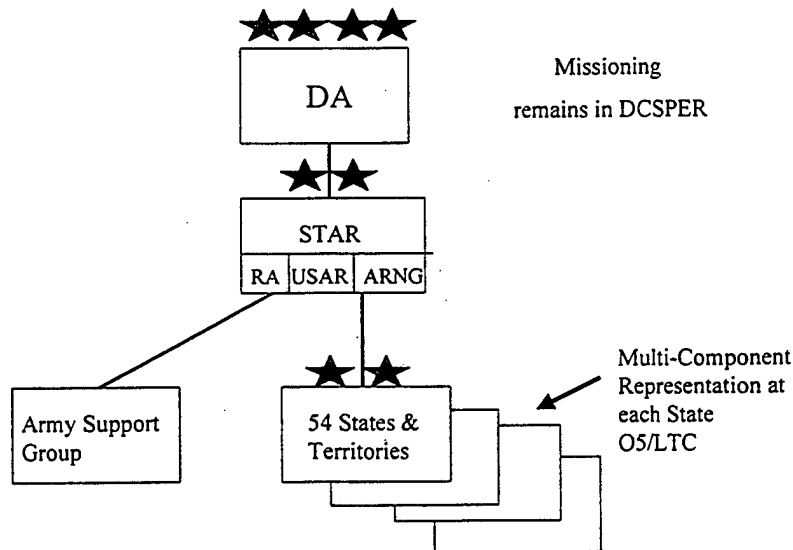 DA
Missioning
remains in DCSPER
STAR
RA USAR ARNG
Army Support
Group
54 States &
Territories
Multi-Component
Representation at
each State
O5/LTC